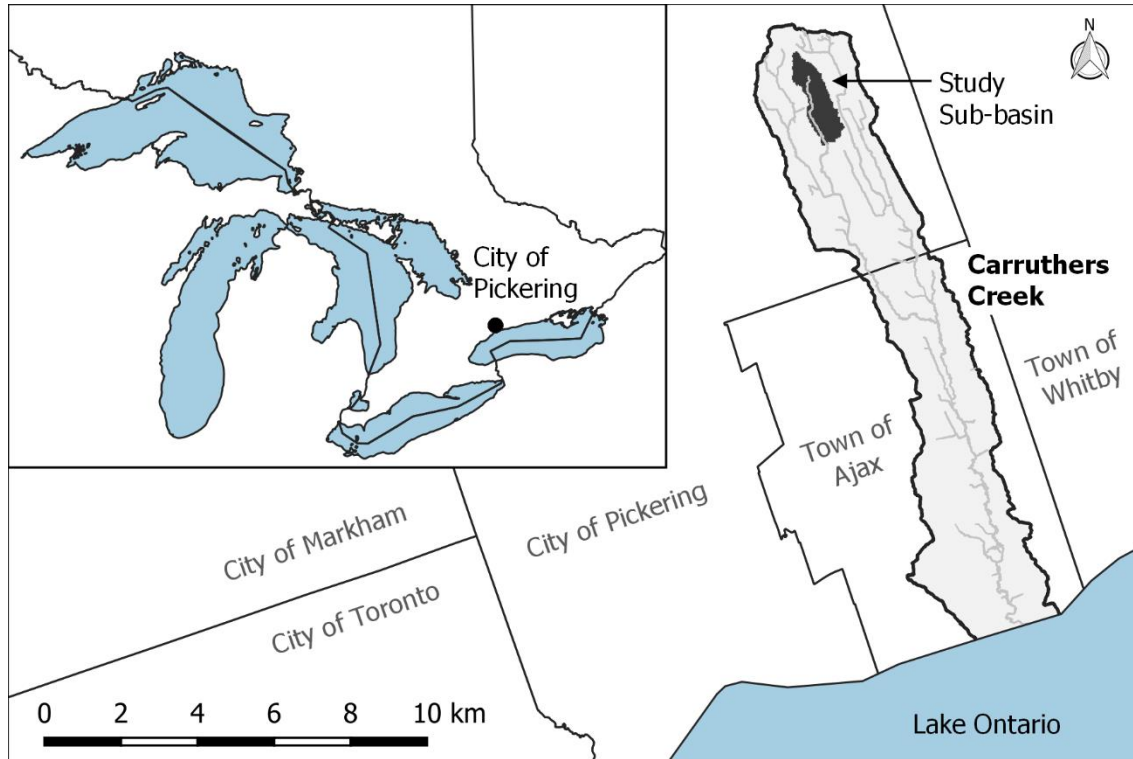 N
Study
Sub-basin
City of
Pickering
Carruthers
Creek
Town of
Whitby
Town of
Ajax
City of Pickering
City of Markham
City of Toronto
0 2 4 6 8 10 km
Lake Ontario